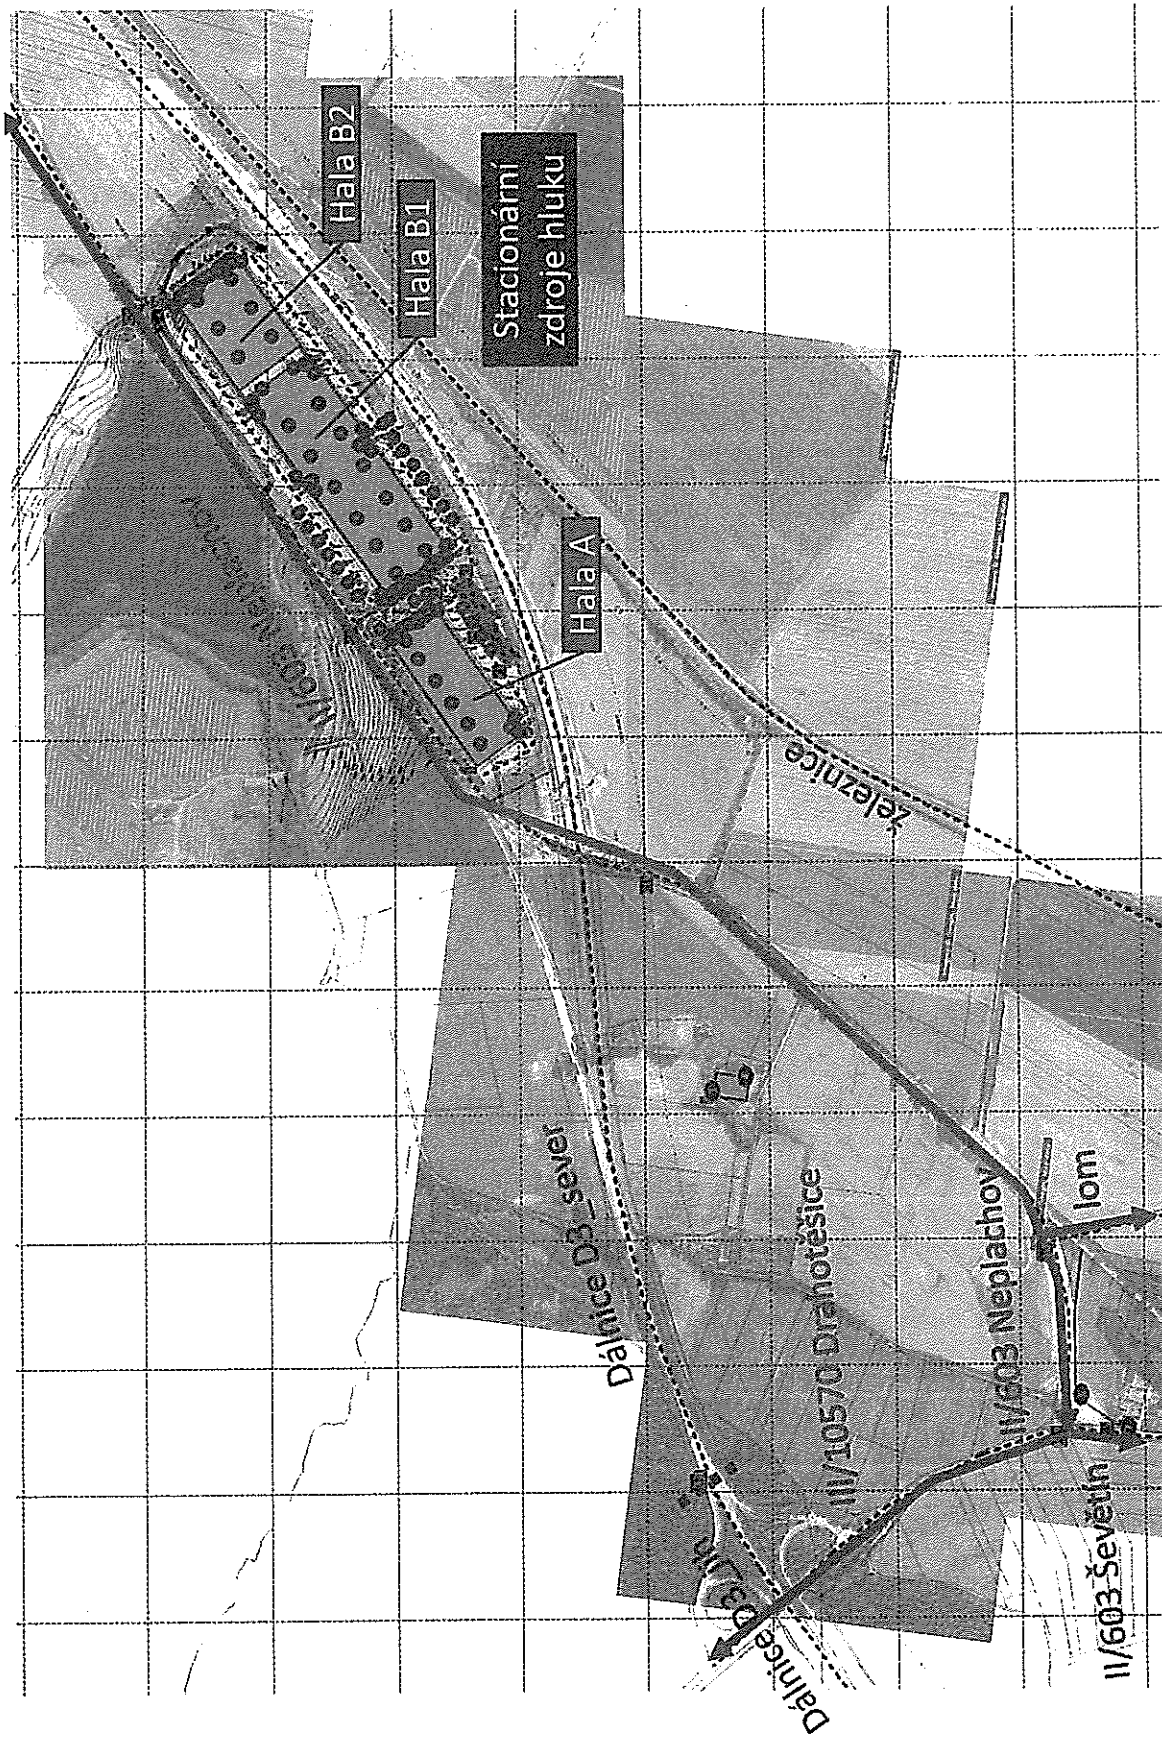 Hala B2
Hala B1
Stacionární
zdroje hluku
Hala A
železnice
Dálnice D3_sever
III/10570 Drahotěšice
II/603 Neplachov
lom
Dálnice D3_jih
II/603 Ševětín